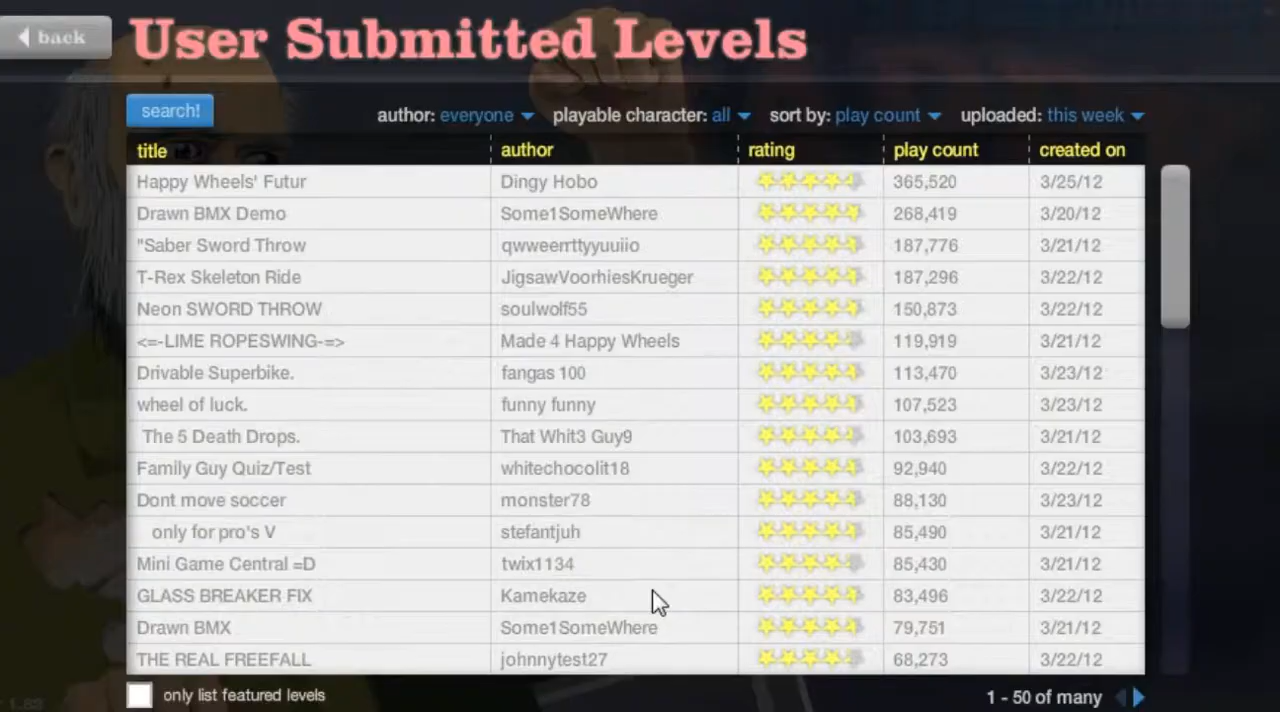 back
User Submitted Levels
search!
author: everyone playable character: all sort by: play count uploaded: this week
title author rating play count created on
Happy Wheels' Futur Dingy Hobo 365,520 3/25/12
Drawn BMX Demo Some1SomeWhere 268,419 3/20/12
"Saber Sword Throw qwweerrttyyuuiio 187,776 3/21/12
T-Rex Skeleton Ride JigsawVoorhiesKrueger 187,296 3/22/12
Neon SWORD THROW soulwolf55 150,873 3/22/12
<=-LIME ROPESWING-=> Made 4 Happy Wheels 119,919 3/21/12
Drivable Superbike. fangas 100 113,470 3/23/12
wheel of luck. funny funny 107,523 3/23/12
The 5 Death Drops. That Whit3 Guy9 103,693 3/21/12
Family Guy Quiz/Test whitechocolit18 92,940 3/22/12
Dont move soccer monster78 88,130 3/23/12
only for pro's V stefantjuh 85,490 3/21/12
Mini Game Central =D twix1134 85,430 3/21/12
GLASS BREAKER FIX Kamekaze 83,496 3/22/12
Drawn BMX Some1SomeWhere 79,751 3/21/12
THE REAL FREEFALL johnnytest27 68,273 3/22/12
only list featured levels 1 - 50 of many